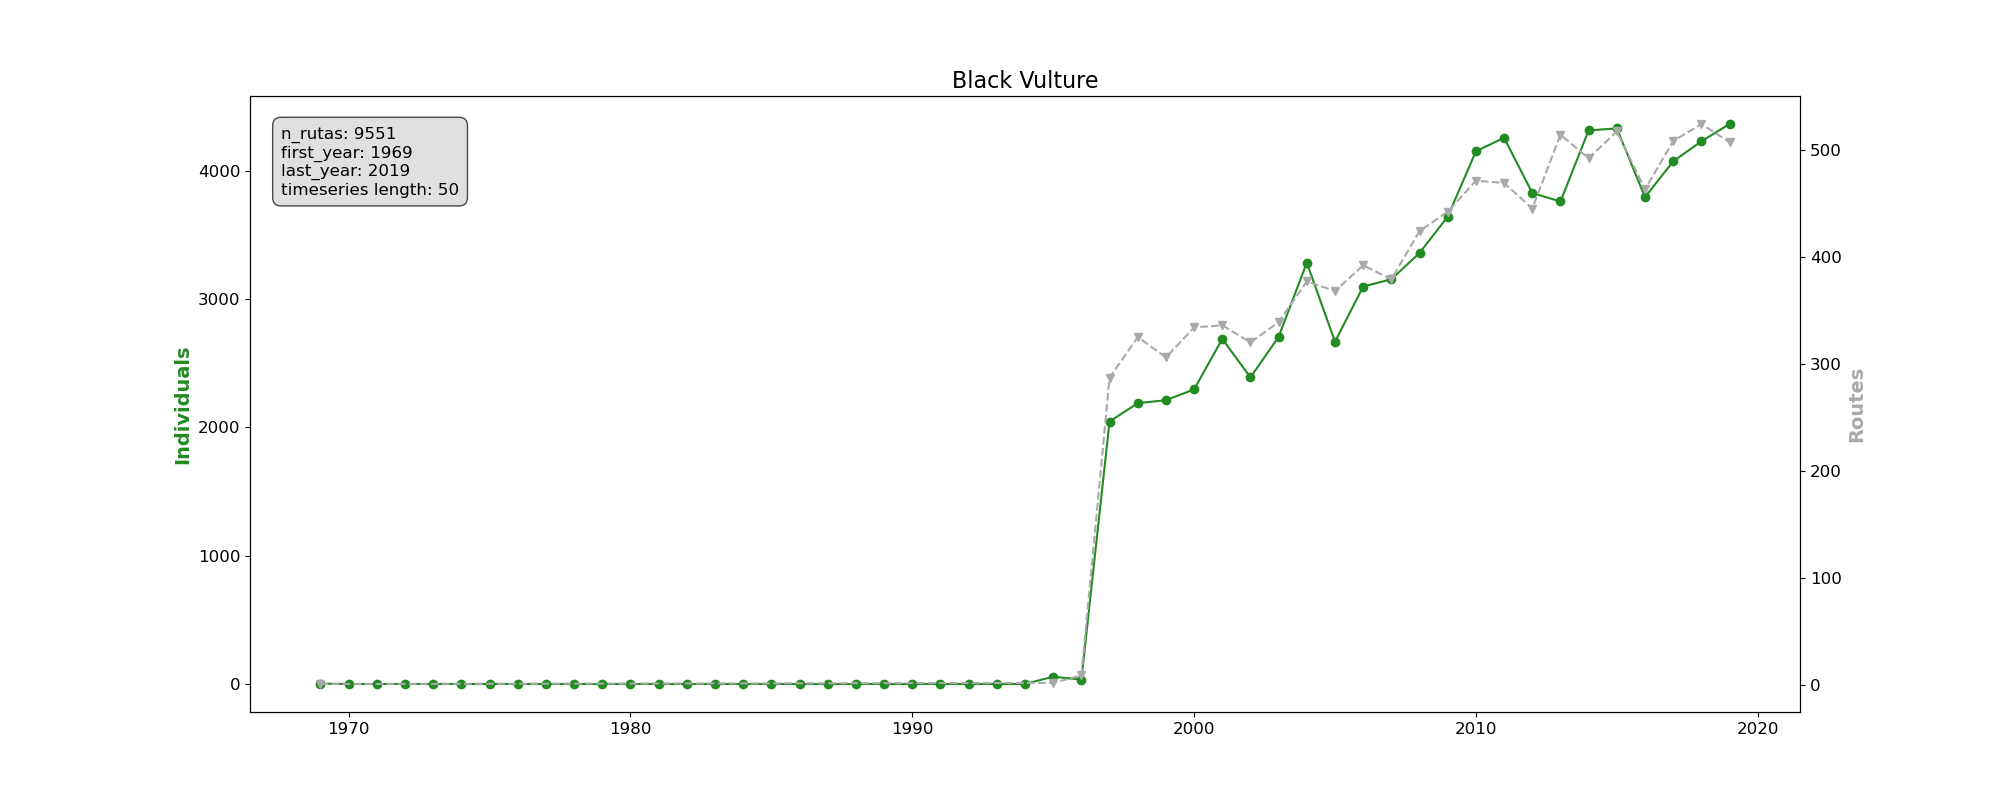 Black Vulture
n_rutas: 9551
first_year: 1969
last_year: 2019
timeseries length: 50
4000
3000
2000
1000
0
Individuals
500
400
300
200
100
0
Routes
1970
1980
1990
2000
2010
2020